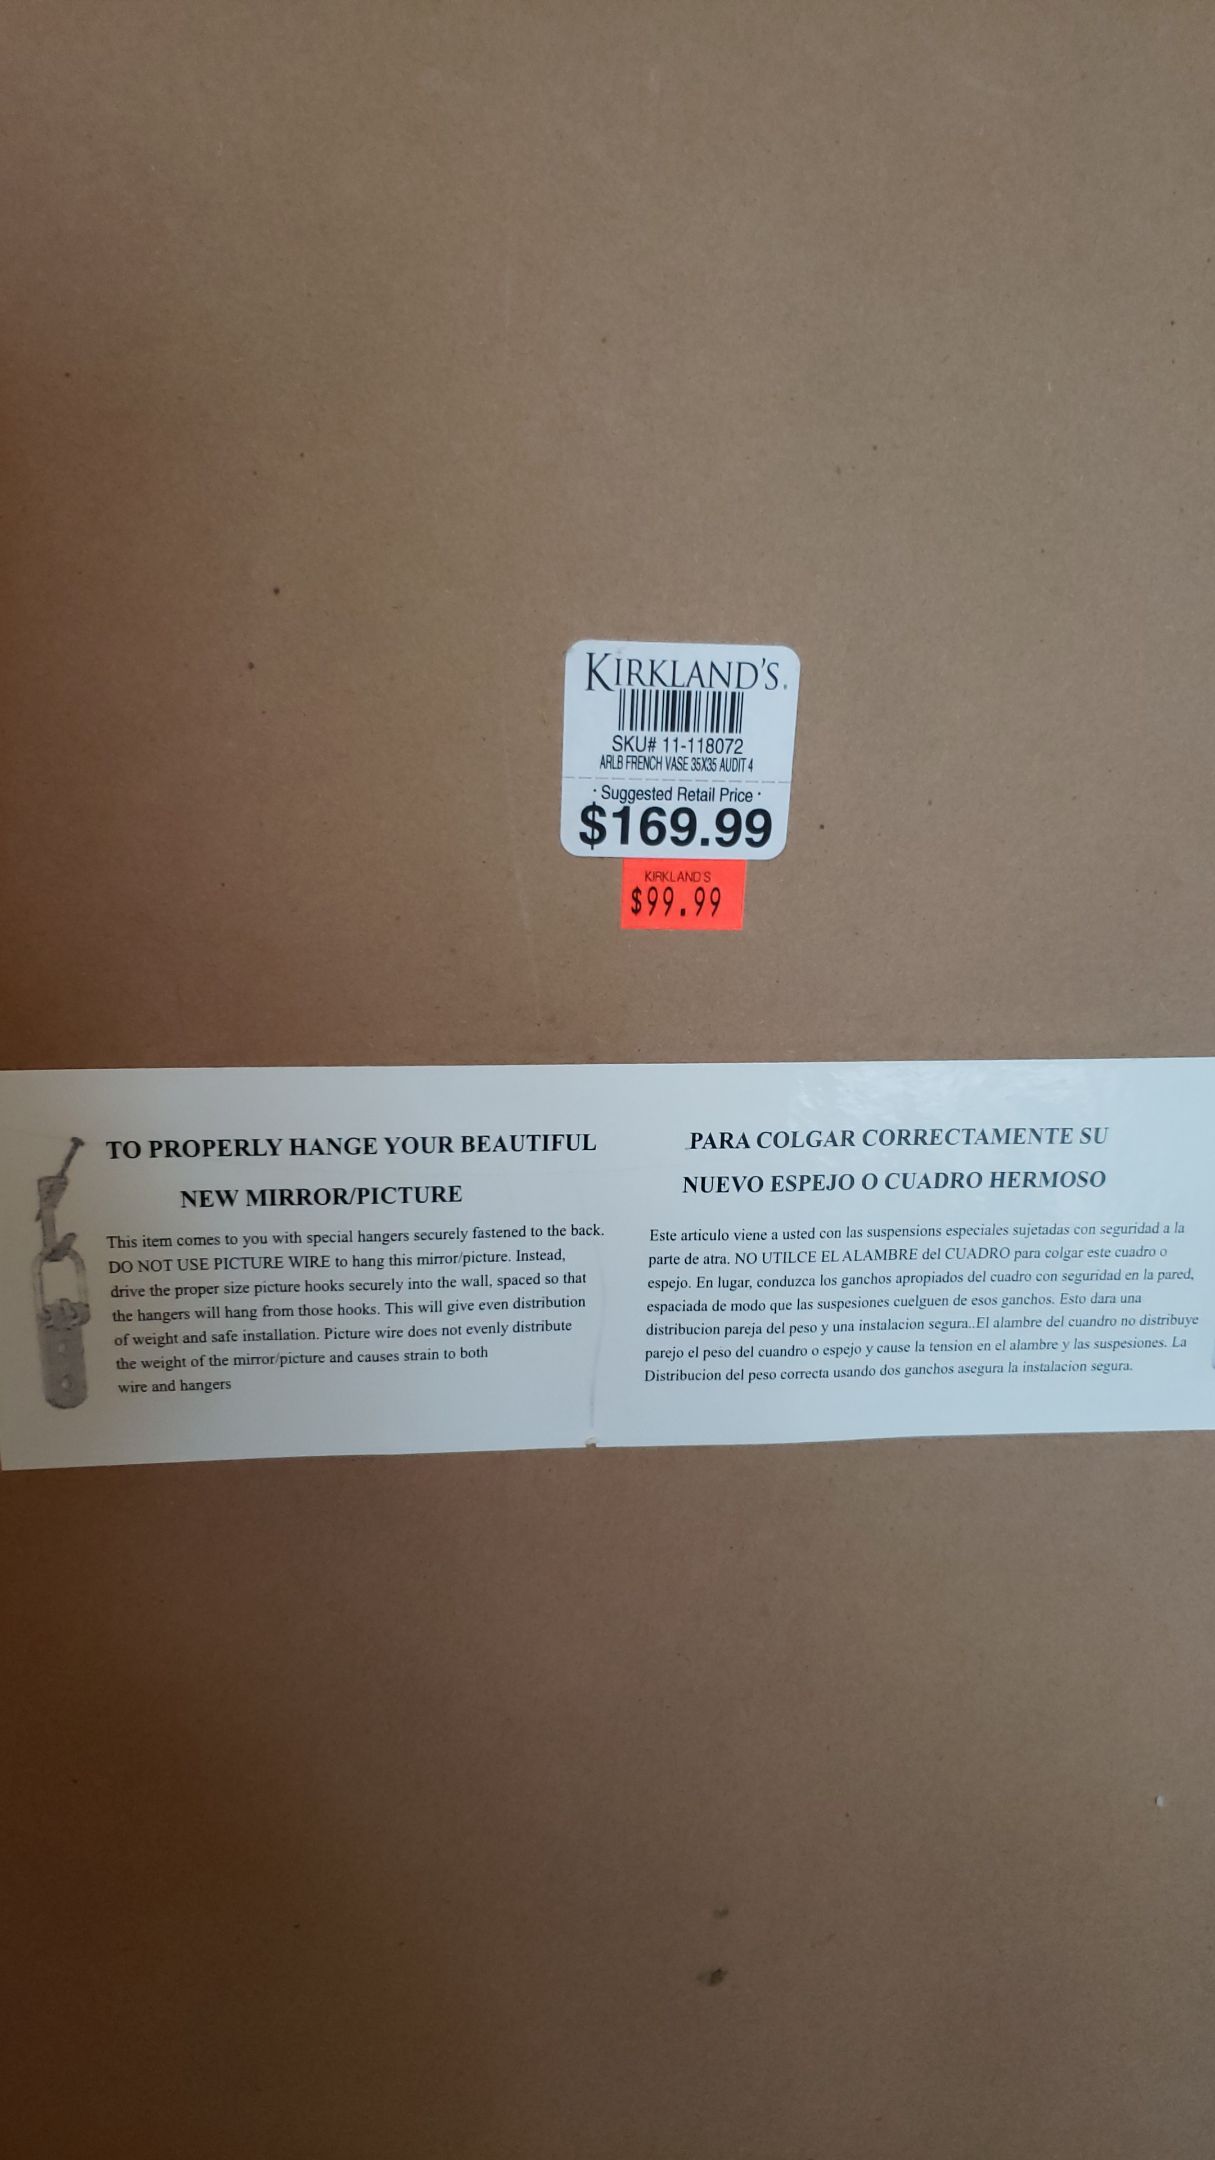 KIRKLAND'S.
SKU# 11-118072
ARLB FRENCH VASE 35X35 AUDIT 4
· Suggested Retail Price ·
$169.99
KIRKLAND'S
$99.99
TO PROPERLY HANGE YOUR BEAUTIFUL
NEW MIRROR/PICTURE
This item comes to you with special hangers securely fastened to the back.
DO NOT USE PICTURE WIRE to hang this mirror/picture. Instead,
drive the proper size picture hooks securely into the wall, spaced so that
the hangers will hang from those hooks. This will give even distribution
of weight and safe installation. Picture wire does not evenly distribute
the weight of the mirror/picture and causes strain to both
wire and hangers
PARA COLGAR CORRECTAMENTE SU
NUEVO ESPEJO O CUADRO HERMOSO
Este articulo viene a usted con las suspensions especiales sujetadas con seguridad a la
parte de atra. NO UTILCE EL ALAMBRE del CUADRO para colgar este cuadro o
espejo. En lugar, conduzca los ganchos apropiados del cuadro con seguridad en la pared,
espaciada de modo que las suspesiones cuelguen de esos ganchos. Esto dara una
distribucion pareja del peso y una instalacion segura..El alambre del cuandro no distribuye
parejo el peso del cuandro o espejo y cause la tension en el alambre y las suspesiones. La
Distribucion del peso correcta usando dos ganchos asegura la instalacion segura.